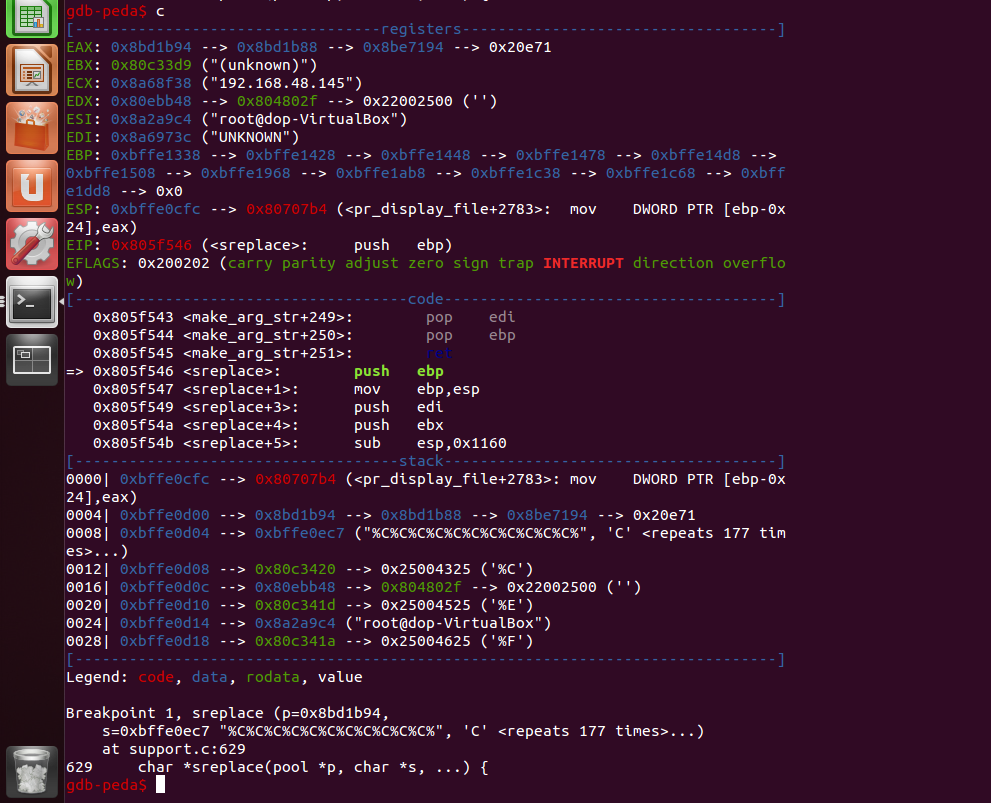 gdb-peda$ c
[----------------------------------registers-----------------------------------]
EAX: 0x8bd1b94 --> 0x8bd1b88 --> 0x8be7194 --> 0x20e71
EBX: 0x80c33d9 ("(unknown)")
ECX: 0x8a68f38 ("192.168.48.145")
EDX: 0x80ebb48 --> 0x804802f --> 0x22002500 ('')
ESI: 0x8a2a9c4 ("root@dop-VirtualBox")
EDI: 0x8a6973c ("UNKNOWN")
EBP: 0xbffe1338 --> 0xbffe1428 --> 0xbffe1448 --> 0xbffe1478 --> 0xbffe14d8 -->
0xbffe1508 --> 0xbffe1968 --> 0xbffe1ab8 --> 0xbffe1c38 --> 0xbffe1c68 --> 0xbff
e1dd8 --> 0x0
ESP: 0xbffe0cfc --> 0x80707b4 (<pr_display_file+2783>:  mov    DWORD PTR [ebp-0x
24],eax)
EIP: 0x805f546 (<sreplace>:     push   ebp)
EFLAGS: 0x200202 (carry parity adjust zero sign trap INTERRUPT direction overflo
w)
[-------------------------------------code-------------------------------------]
   0x805f543 <make_arg_str+249>:        pop    edi
   0x805f544 <make_arg_str+250>:        pop    ebp
   0x805f545 <make_arg_str+251>:        ret
=> 0x805f546 <sreplace>:        push   ebp
   0x805f547 <sreplace+1>:      mov    ebp,esp
   0x805f549 <sreplace+3>:      push   edi
   0x805f54a <sreplace+4>:      push   ebx
   0x805f54b <sreplace+5>:      sub    esp,0x1160
[------------------------------------stack-------------------------------------]
0000| 0xbffe0cfc --> 0x80707b4 (<pr_display_file+2783>: mov    DWORD PTR [ebp-0x
24],eax)
0004| 0xbffe0d00 --> 0x8bd1b94 --> 0x8bd1b88 --> 0x8be7194 --> 0x20e71
0008| 0xbffe0d04 --> 0xbffe0ec7 ("%C%C%C%C%C%C%C%C%C%C%C%", 'C' <repeats 177 tim
es>...)
0012| 0xbffe0d08 --> 0x80c3420 --> 0x25004325 ('%C')
0016| 0xbffe0d0c --> 0x80ebb48 --> 0x804802f --> 0x22002500 ('')
0020| 0xbffe0d10 --> 0x80c341d --> 0x25004525 ('%E')
0024| 0xbffe0d14 --> 0x8a2a9c4 ("root@dop-VirtualBox")
0028| 0xbffe0d18 --> 0x80c341a --> 0x25004625 ('%F')
[------------------------------------------------------------------------------]
Legend: code, data, rodata, value

Breakpoint 1, sreplace (p=0x8bd1b94,
    s=0xbffe0ec7 "%C%C%C%C%C%C%C%C%C%C%C%", 'C' <repeats 177 times>...)
    at support.c:629
629     char *sreplace(pool *p, char *s, ...) {
gdb-peda$